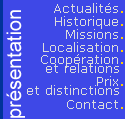 présentation
Actualités.
Historique.
Missions.
Localisation.
Coopération.
et relations
Prix.
et distinctions
Contact.